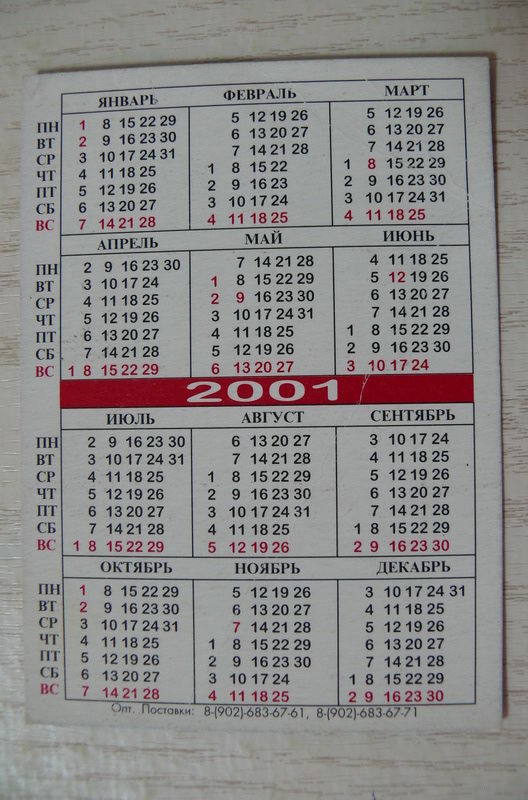 ЯНВАРЬ ФЕВРАЛЬ МАРТ
ПН 1 8 15 22 29 5 12 19 26 5 12 19 26
ВТ 2 9 16 23 30 6 13 20 27 6 13 20 27
СР 3 10 17 24 31 7 14 21 28 7 14 21 28
ЧТ 4 11 18 25 1 8 15 22 1 8 15 22 29
ПТ 5 12 19 26 2 9 16 23 2 9 16 23 30
СБ 6 13 20 27 3 10 17 24 3 10 17 24 31
ВС 7 14 21 28 4 11 18 25 4 11 18 25
АПРЕЛЬ МАЙ ИЮНЬ
ПН 2 9 16 23 30 7 14 21 28 4 11 18 25
ВТ 3 10 17 24 1 8 15 22 29 5 12 19 26
СР 4 11 18 25 2 9 16 23 30 6 13 20 27
ЧТ 5 12 19 26 3 10 17 24 31 7 14 21 28
ПТ 6 13 20 27 4 11 18 25 1 8 15 22 29
СБ 7 14 21 28 5 12 19 26 2 9 16 23 30
ВС 1 8 15 22 29 6 13 20 27 3 10 17 24
2001
ИЮЛЬ АВГУСТ СЕНТЯБРЬ
ПН 2 9 16 23 30 6 13 20 27 3 10 17 24
ВТ 3 10 17 24 31 7 14 21 28 4 11 18 25
СР 4 11 18 25 1 8 15 22 29 5 12 19 26
ЧТ 5 12 19 26 2 9 16 23 30 6 13 20 27
ПТ 6 13 20 27 3 10 17 24 31 7 14 21 28
СБ 7 14 21 28 4 11 18 25 1 8 15 22 29
ВС 1 8 15 22 29 5 12 19 26 2 9 16 23 30
ОКТЯБРЬ НОЯБРЬ ДЕКАБРЬ
ПН 1 8 15 22 29 5 12 19 26 3 10 17 24 31
ВТ 2 9 16 23 30 6 13 20 27 4 11 18 25
СР 3 10 17 24 31 7 14 21 28 5 12 19 26
ЧТ 4 11 18 25 1 8 15 22 29 6 13 20 27
ПТ 5 12 19 26 2 9 16 23 30 7 14 21 28
СБ 6 13 20 27 3 10 17 24 1 8 15 22 29
ВС 7 14 21 28 4 11 18 25 2 9 16 23 30
Опт. Поставки: 8-(902)-683-67-61, 8-(902)-683-67-71